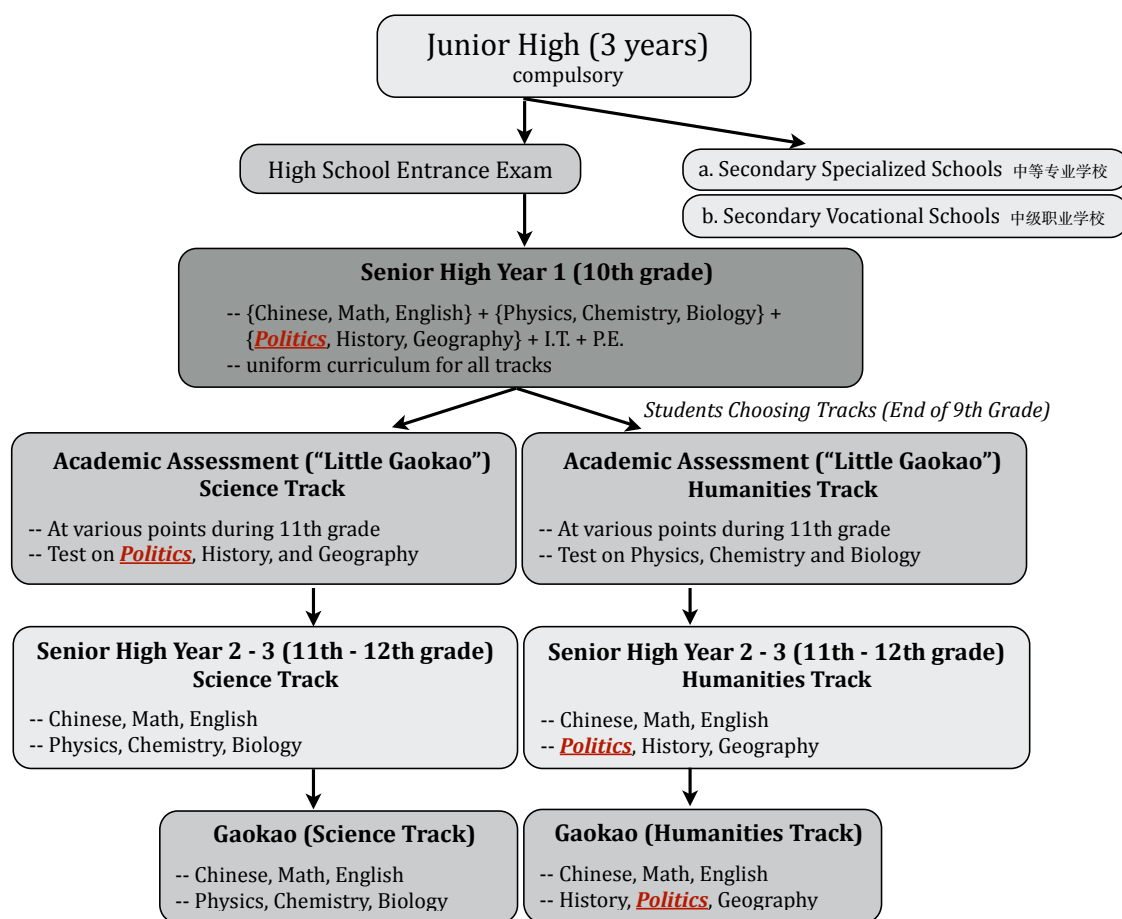 Junior High (3 years)
compulsory
High School Entrance Exam
a. Secondary Specialized Schools 中等专业学校
b. Secondary Vocational Schools 中级职业学校
Senior High Year 1 (10th grade)
-- {Chinese, Math, English} + {Physics, Chemistry, Biology} +
{Politics, History, Geography} + I.T. + P.E.
-- uniform curriculum for all tracks
Students Choosing Tracks (End of 9th Grade)
Academic Assessment (“Little Gaokao”)
Science Track
-- At various points during 11th grade
-- Test on Politics, History, and Geography
Academic Assessment (“Little Gaokao”)
Humanities Track
-- At various points during 11th grade
-- Test on Physics, Chemistry and Biology
Senior High Year 2 - 3 (11th - 12th grade)
Science Track
-- Chinese, Math, English
-- Physics, Chemistry, Biology
Senior High Year 2 - 3 (11th - 12th grade)
Humanities Track
-- Chinese, Math, English
-- Politics, History, Geography
Gaokao (Science Track)
-- Chinese, Math, English
-- Physics, Chemistry, Biology
Gaokao (Humanities Track)
-- Chinese, Math, English
-- History, Politics, Geography